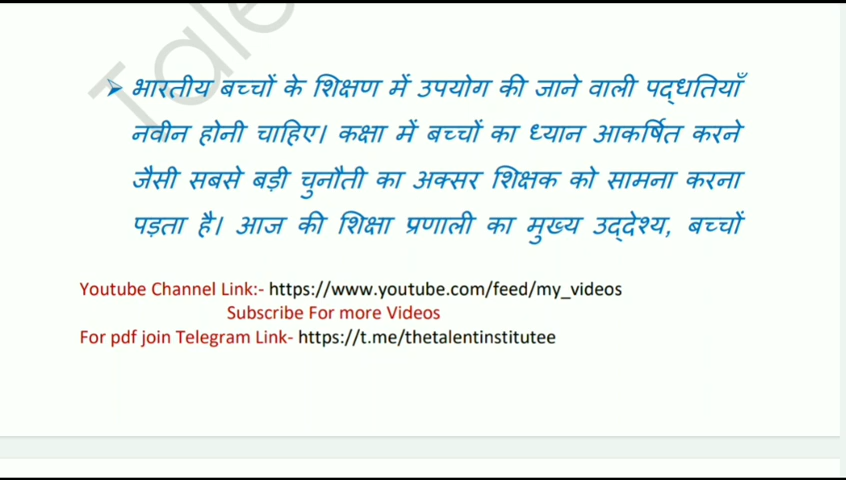 भारतीय बच्चों के शिक्षण में उपयोग की जाने वाली पद्धतियाँ
नवीन होनी चाहिए। कक्षा में बच्चों का ध्यान आकर्षित करने
जैसी सबसे बड़ी चुनौती का अक्सर शिक्षक को सामना करना
पड़ता है। आज की शिक्षा प्रणाली का मुख्य उद्देश्य, बच्चों
Youtube Channel Link:- https://www.youtube.com/feed/my_videos
Subscribe For more Videos
For pdf join Telegram Link- https://t.me/thetalentinstitutee